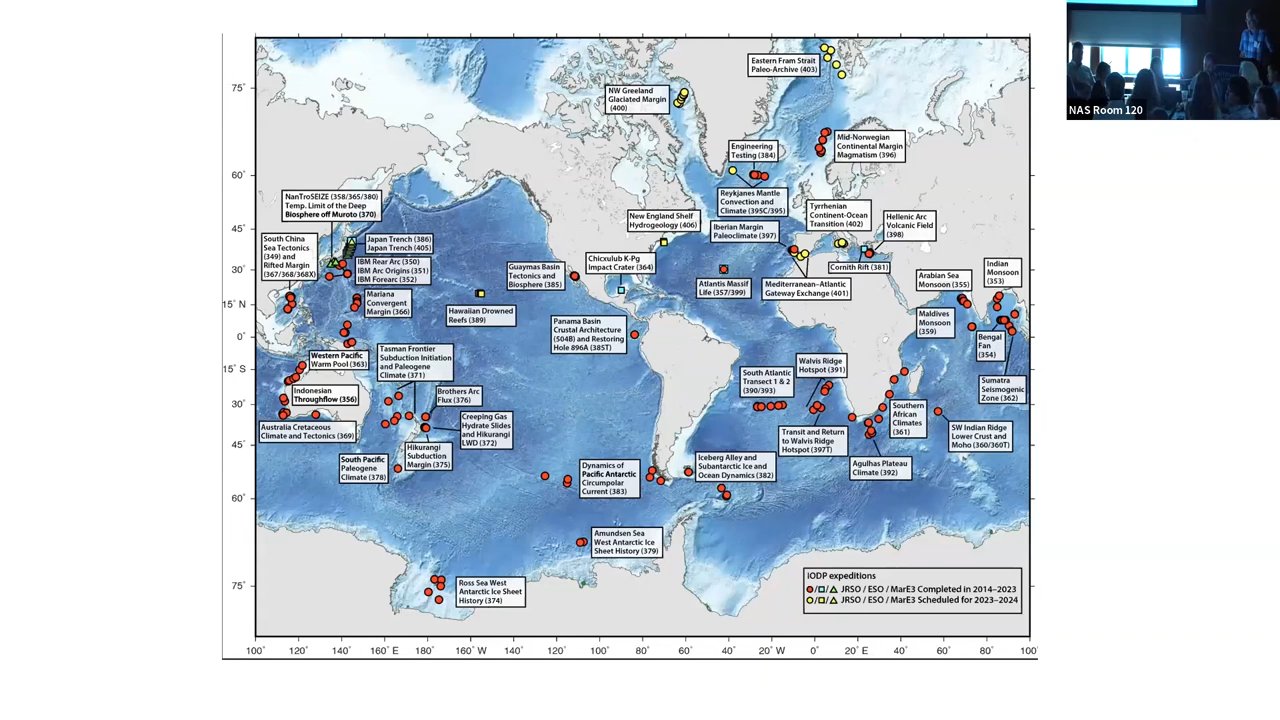 NAS Room 120
Eastern Fram Strait
Paleo-Archive (403)
NW Greeland
Glaciated Margin
(400)
Engineering
Testing (384)
Mid-Norwegian
Continental Margin
Magmatism (396)
Reykjanes Mantle
Convection and
Climate (395C/395)
NanTroSEIZE (358/365/380)
Temp. Limit of the Deep
Biosphere off Muroto (370)
New England Shelf
Hydrogeology (406)
Tyrrhenian
Continent-Ocean
Transition (402)
Hellenic Arc
Volcanic Field
(398)
Iberian Margin
Paleoclimate (397)
South China
Sea Tectonics
(349) and
Rifted Margin
(367/368/368X)
Japan Trench (386)
Japan Trench (405)
IBM Rear Arc (350)
IBM Arc Origins (351)
IBM Forearc (352)
Guaymas Basin
Tectonics and
Biosphere (385)
Chicxulub K-Pg
Impact Crater (364)
Atlantis Massif
Life (357/399)
Cornith Rift (381)
Mediterranean–Atlantic
Gateway Exchange (401)
Arabian Sea
Monsoon (355)
Indian
Monsoon
(353)
Mariana
Convergent
Margin (366)
Hawaiian Drowned
Reefs (389)
Panama Basin
Crustal Architecture
(504B) and Restoring
Hole 896A (385T)
Maldives
Monsoon
(359)
Bengal
Fan
(354)
Western Pacific
Warm Pool (363)
Tasman Frontier
Subduction Initiation
and Paleogene
Climate (371)
Walvis Ridge
Hotspot (391)
South Atlantic
Transect 1 & 2
(390/393)
Sumatra
Seismogenic
Zone (362)
Indonesian
Throughflow (356)
Brothers Arc
Flux (376)
Creeping Gas
Hydrate Slides
and Hikurangi
LWD (372)
Southern
African
Climates
(361)
Australia Cretaceous
Climate and Tectonics (369)
Transit and Return
to Walvis Ridge
Hotspot (397T)
SW Indian Ridge
Lower Crust and
Moho (360/360T)
Hikurangi
Subduction
Margin (375)
South Pacific
Paleogene
Climate (378)
Dynamics of
Pacific Antarctic
Circumpolar
Current (383)
Iceberg Alley and
Subantarctic Ice and
Ocean Dynamics (382)
Agulhas Plateau
Climate (392)
Amundsen Sea
West Antarctic Ice
Sheet History (379)
Ross Sea West
Antarctic Ice Sheet
History (374)
IODP expeditions
JRSO / ESO / MarE3 Completed in 2014–2023
JRSO / ESO / MarE3 Scheduled for 2023–2024
75°
60°
45°
30°
15° N
0°
15° S
30°
45°
60°
75°
100° 120° 140° 160° E 180° 160° W 140° 120° 100° 80° 60° 40° 20° W 0° 20° E 40° 60° 80° 100°